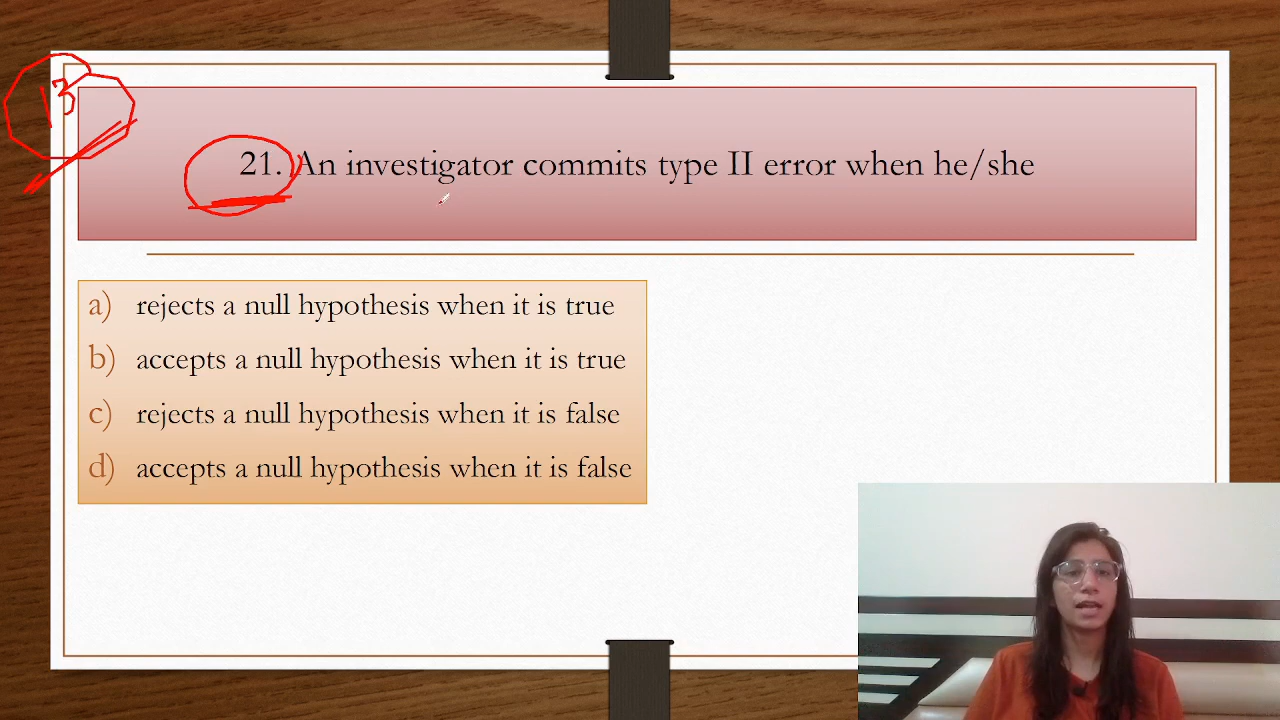 13
21. An investigator commits type II error when he/she
a) rejects a null hypothesis when it is true
b) accepts a null hypothesis when it is true
c) rejects a null hypothesis when it is false
d) accepts a null hypothesis when it is false